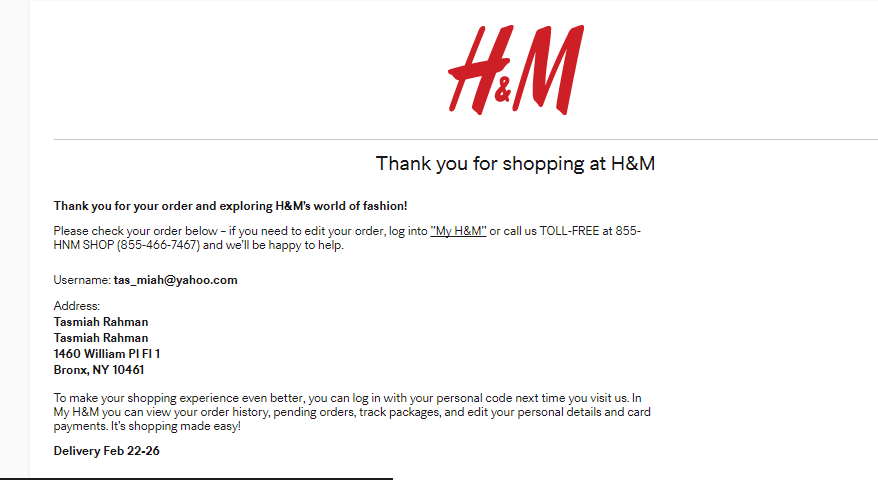 H&M
Thank you for shopping at H&M
Thank you for your order and exploring H&M's world of fashion!
Please check your order below – if you need to edit your order, log into "My H&M" or call us TOLL-FREE at 855-
HNM SHOP (855-466-7467) and we'll be happy to help.
Username: tas_miah@yahoo.com
Address:
Tasmiah Rahman
Tasmiah Rahman
1460 William Pl Fl 1
Bronx, NY 10461
To make your shopping experience even better, you can log in with your personal code next time you visit us. In
My H&M you can view your order history, pending orders, track packages, and edit your personal details and card
payments. It's shopping made easy!
Delivery Feb 22-26